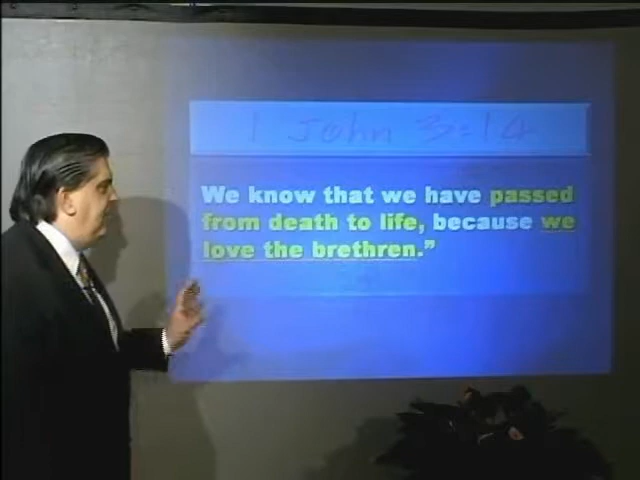 1 John 3:14
We know that we have passed
from death to life, because we
love the brethren.”